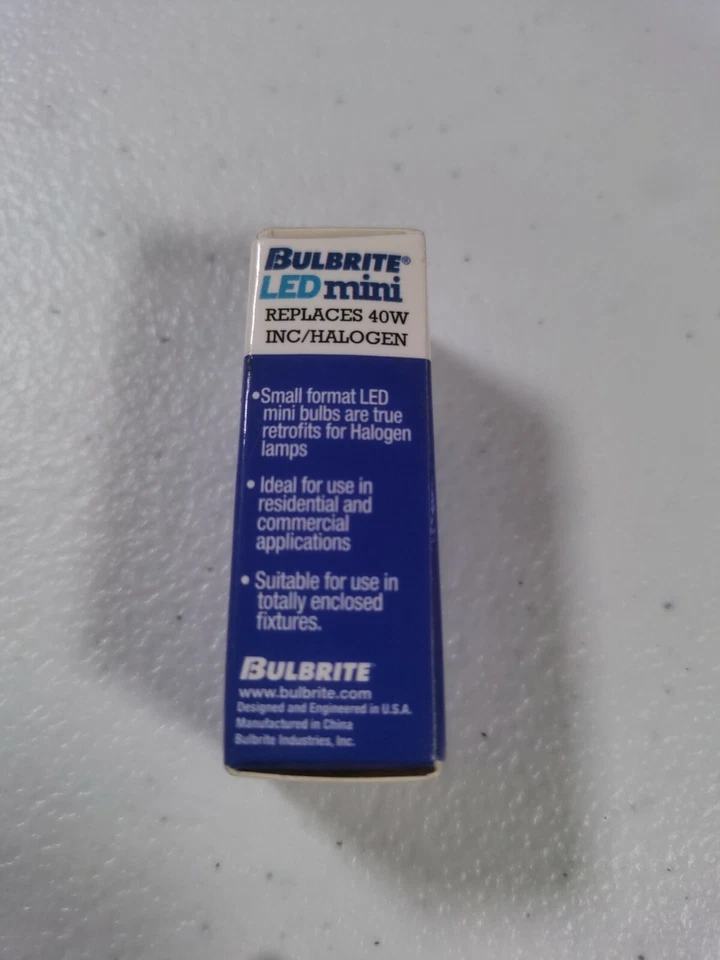 BULBRITE®
LED mini
REPLACES 40W
INC/HALOGEN
•Small format LED
mini bulbs are true
retrofits for Halogen
lamps
• Ideal for use in
residential and
commercial
applications
• Suitable for use in
totally enclosed
fixtures.
BULBRITE
www.bulbrite.com
Designed and Engineered in U.S.A.
Manufactured in China
Bulbrite Industries, Inc.